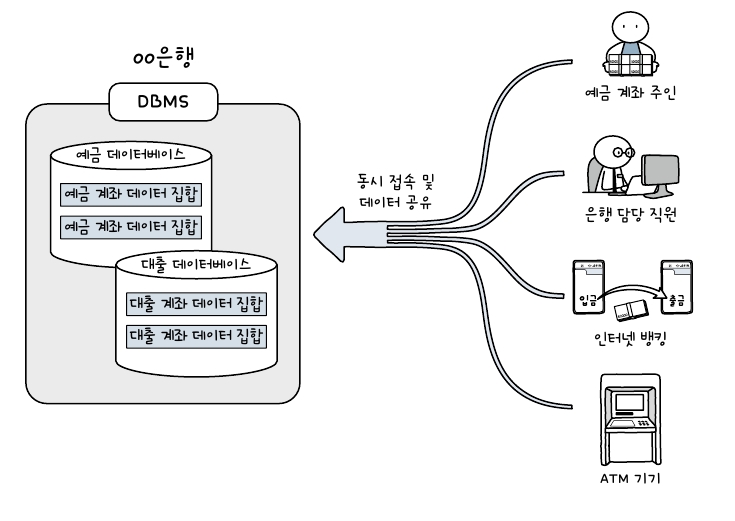 OO은행
DBMS
예금 데이터베이스
예금 계좌 데이터 집합
예금 계좌 데이터 집합
대출 데이터베이스
대출 계좌 데이터 집합
대출 계좌 데이터 집합
동시 접속 및
데이터 공유
예금 계좌 주인
은행 담당 직원
입금
출금
인터넷 뱅킹
ATM 기기